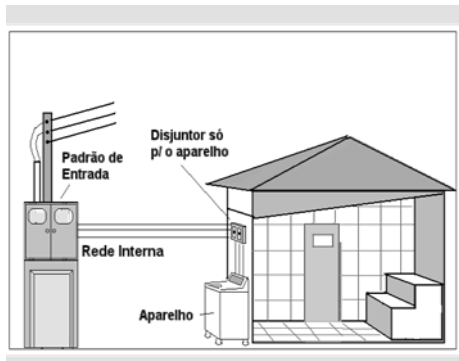 Disjuntor só
p/ o aparelho
Padrão de
Entrada
Rede Interna
Aparelho